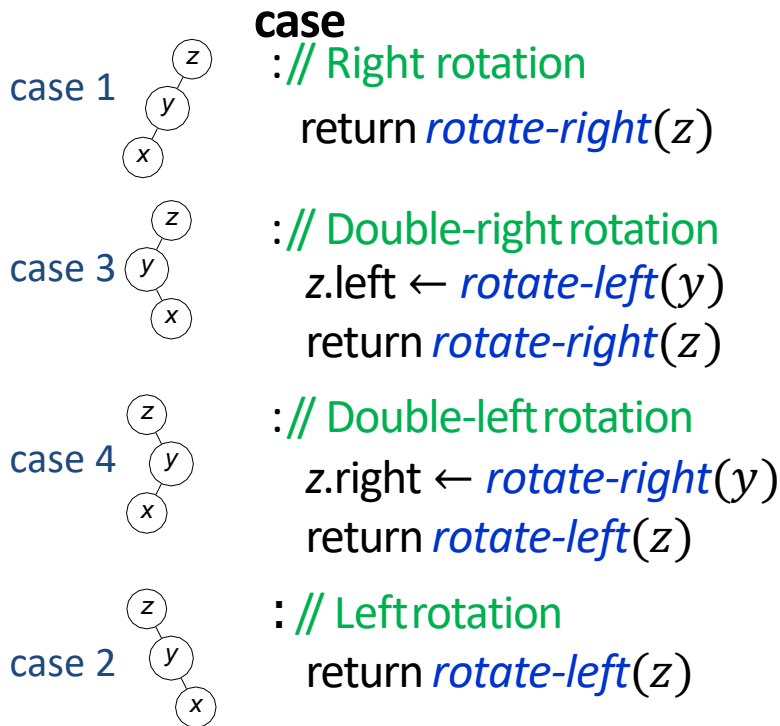 case
case 1
z
y
x
: // Right rotation
return rotate-right(z)
case 3
z
y
x
: // Double-right rotation
z.left ← rotate-left(y)
return rotate-right(z)
case 4
z
y
x
: // Double-left rotation
z.right ← rotate-right(y)
return rotate-left(z)
case 2
z
y
x
: // Left rotation
return rotate-left(z)